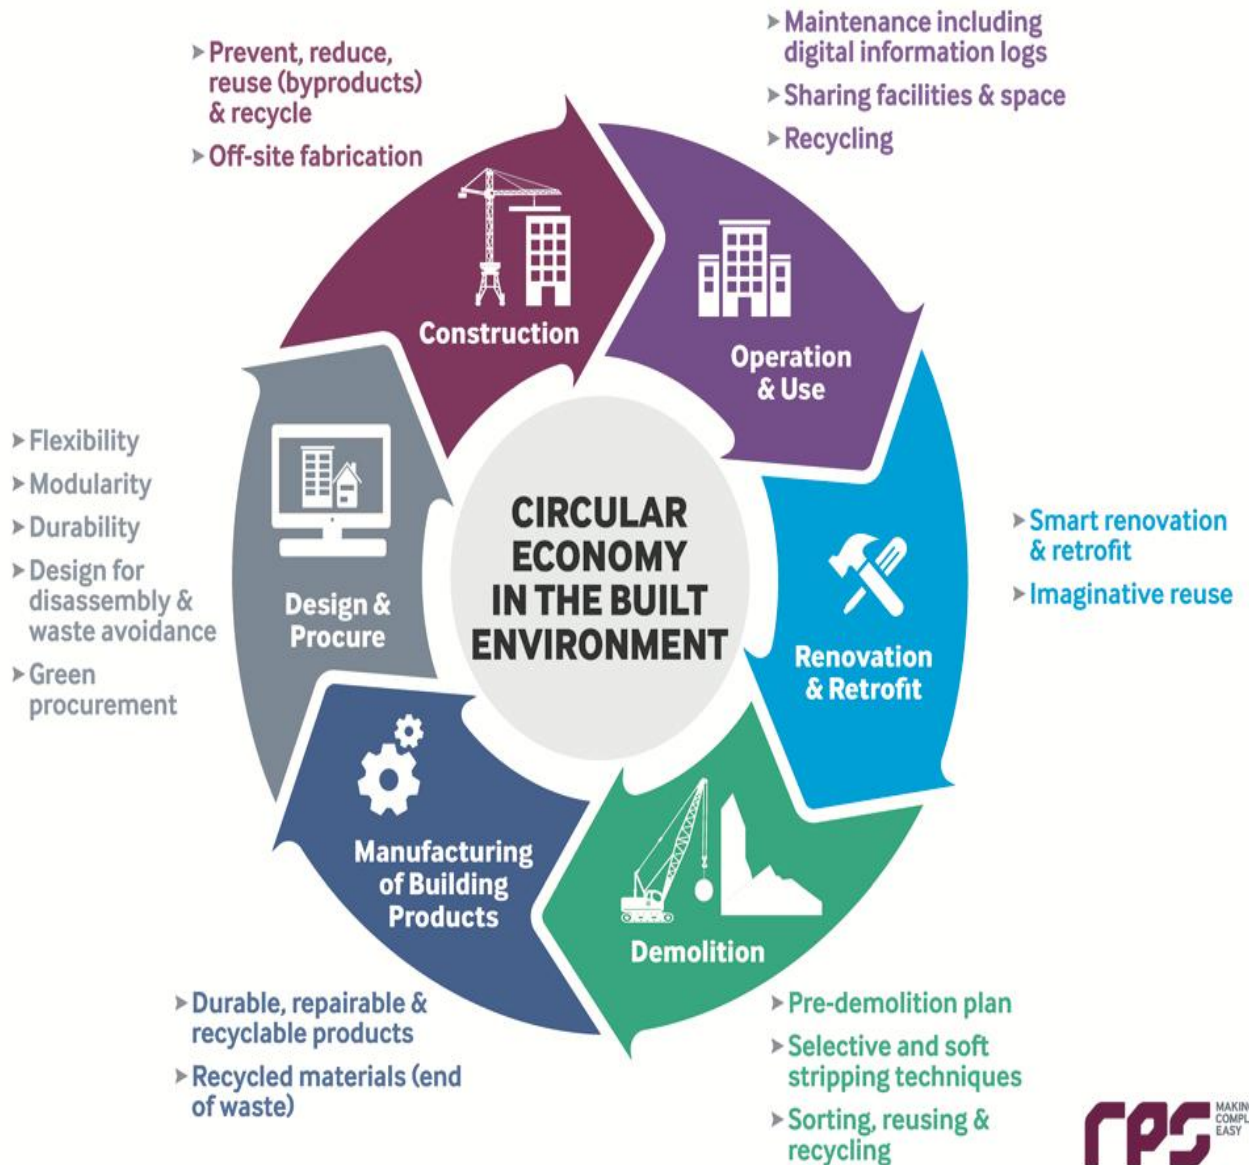 Prevent, reduce,
reuse (byproducts)
& recycle
Off-site fabrication
Maintenance including
digital information logs
Sharing facilities & space
Recycling
Construction
Operation
& Use
Flexibility
Modularity
Durability
Design for
disassembly &
waste avoidance
Green
procurement
Design &
Procure
CIRCULAR
ECONOMY
IN THE BUILT
ENVIRONMENT
Smart renovation
& retrofit
Imaginative reuse
Renovation
& Retrofit
Manufacturing
of Building
Products
Demolition
Durable, repairable &
recyclable products
Recycled materials (end
of waste)
Pre-demolition plan
Selective and soft
stripping techniques
Sorting, reusing &
recycling
rps
EASY